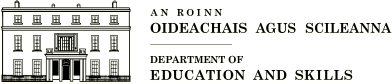 AN ROINN
OIDEACHAIS AGUS SCILEANNA
DEPARTMENT OF
EDUCATION AND SKILLS